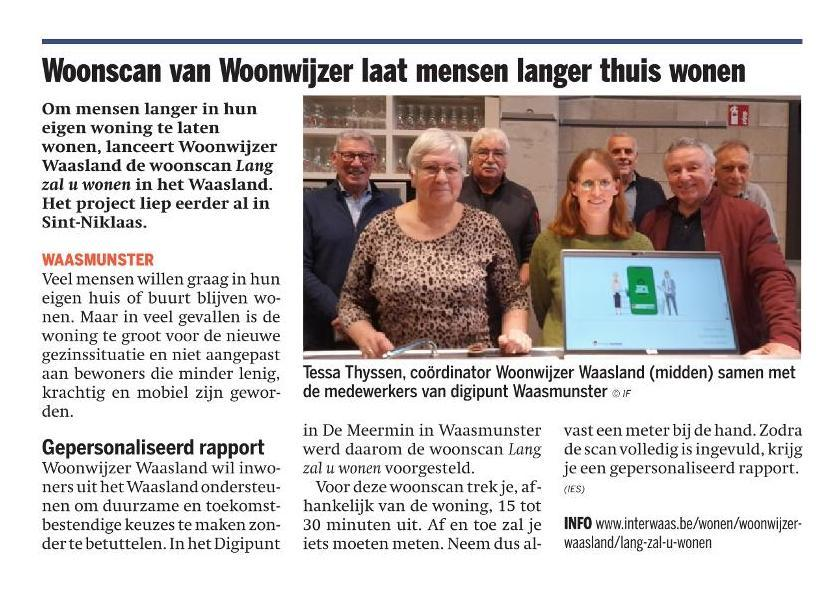 Woonscan van Woonwijzer laat mensen langer thuis wonen
Om mensen langer in hun
eigen woning te laten
wonen, lanceert Woonwijzer
Waasland de woonscan Lang
zal u wonen in het Waasland.
Het project liep eerder al in
Sint-Niklaas.
WAASMUNSTER
Veel mensen willen graag in hun
eigen huis of buurt blijven wo-
nen. Maar in veel gevallen is de
woning te groot voor de nieuwe
gezinssituatie en niet aangepast
aan bewoners die minder lenig,
krachtig en mobiel zijn gewor-
den.
Gepersonaliseerd rapport
Woonwijzer Waasland wil inwo-
ners uit het Waasland ondersteu-
nen om duurzame en toekomst-
bestendige keuzes te maken zon-
der te betuttelen. In het Digipunt
Tessa Thyssen, coördinator Woonwijzer Waasland (midden) samen met
de medewerkers van digipunt Waasmunster © IF
in De Meermin in Waasmunster
werd daarom de woonscan Lang
zal u wonen voorgesteld.
Voor deze woonscan trek je, af-
hankelijk van de woning, 15 tot
30 minuten uit. Af en toe zal je
iets moeten meten. Neem dus al-
vast een meter bij de hand. Zodra
de scan volledig is ingevuld, krijg
je een gepersonaliseerd rapport.
(IES)
INFO www.interwaas.be/wonen/woonwijzer-
waasland/lang-zal-u-wonen